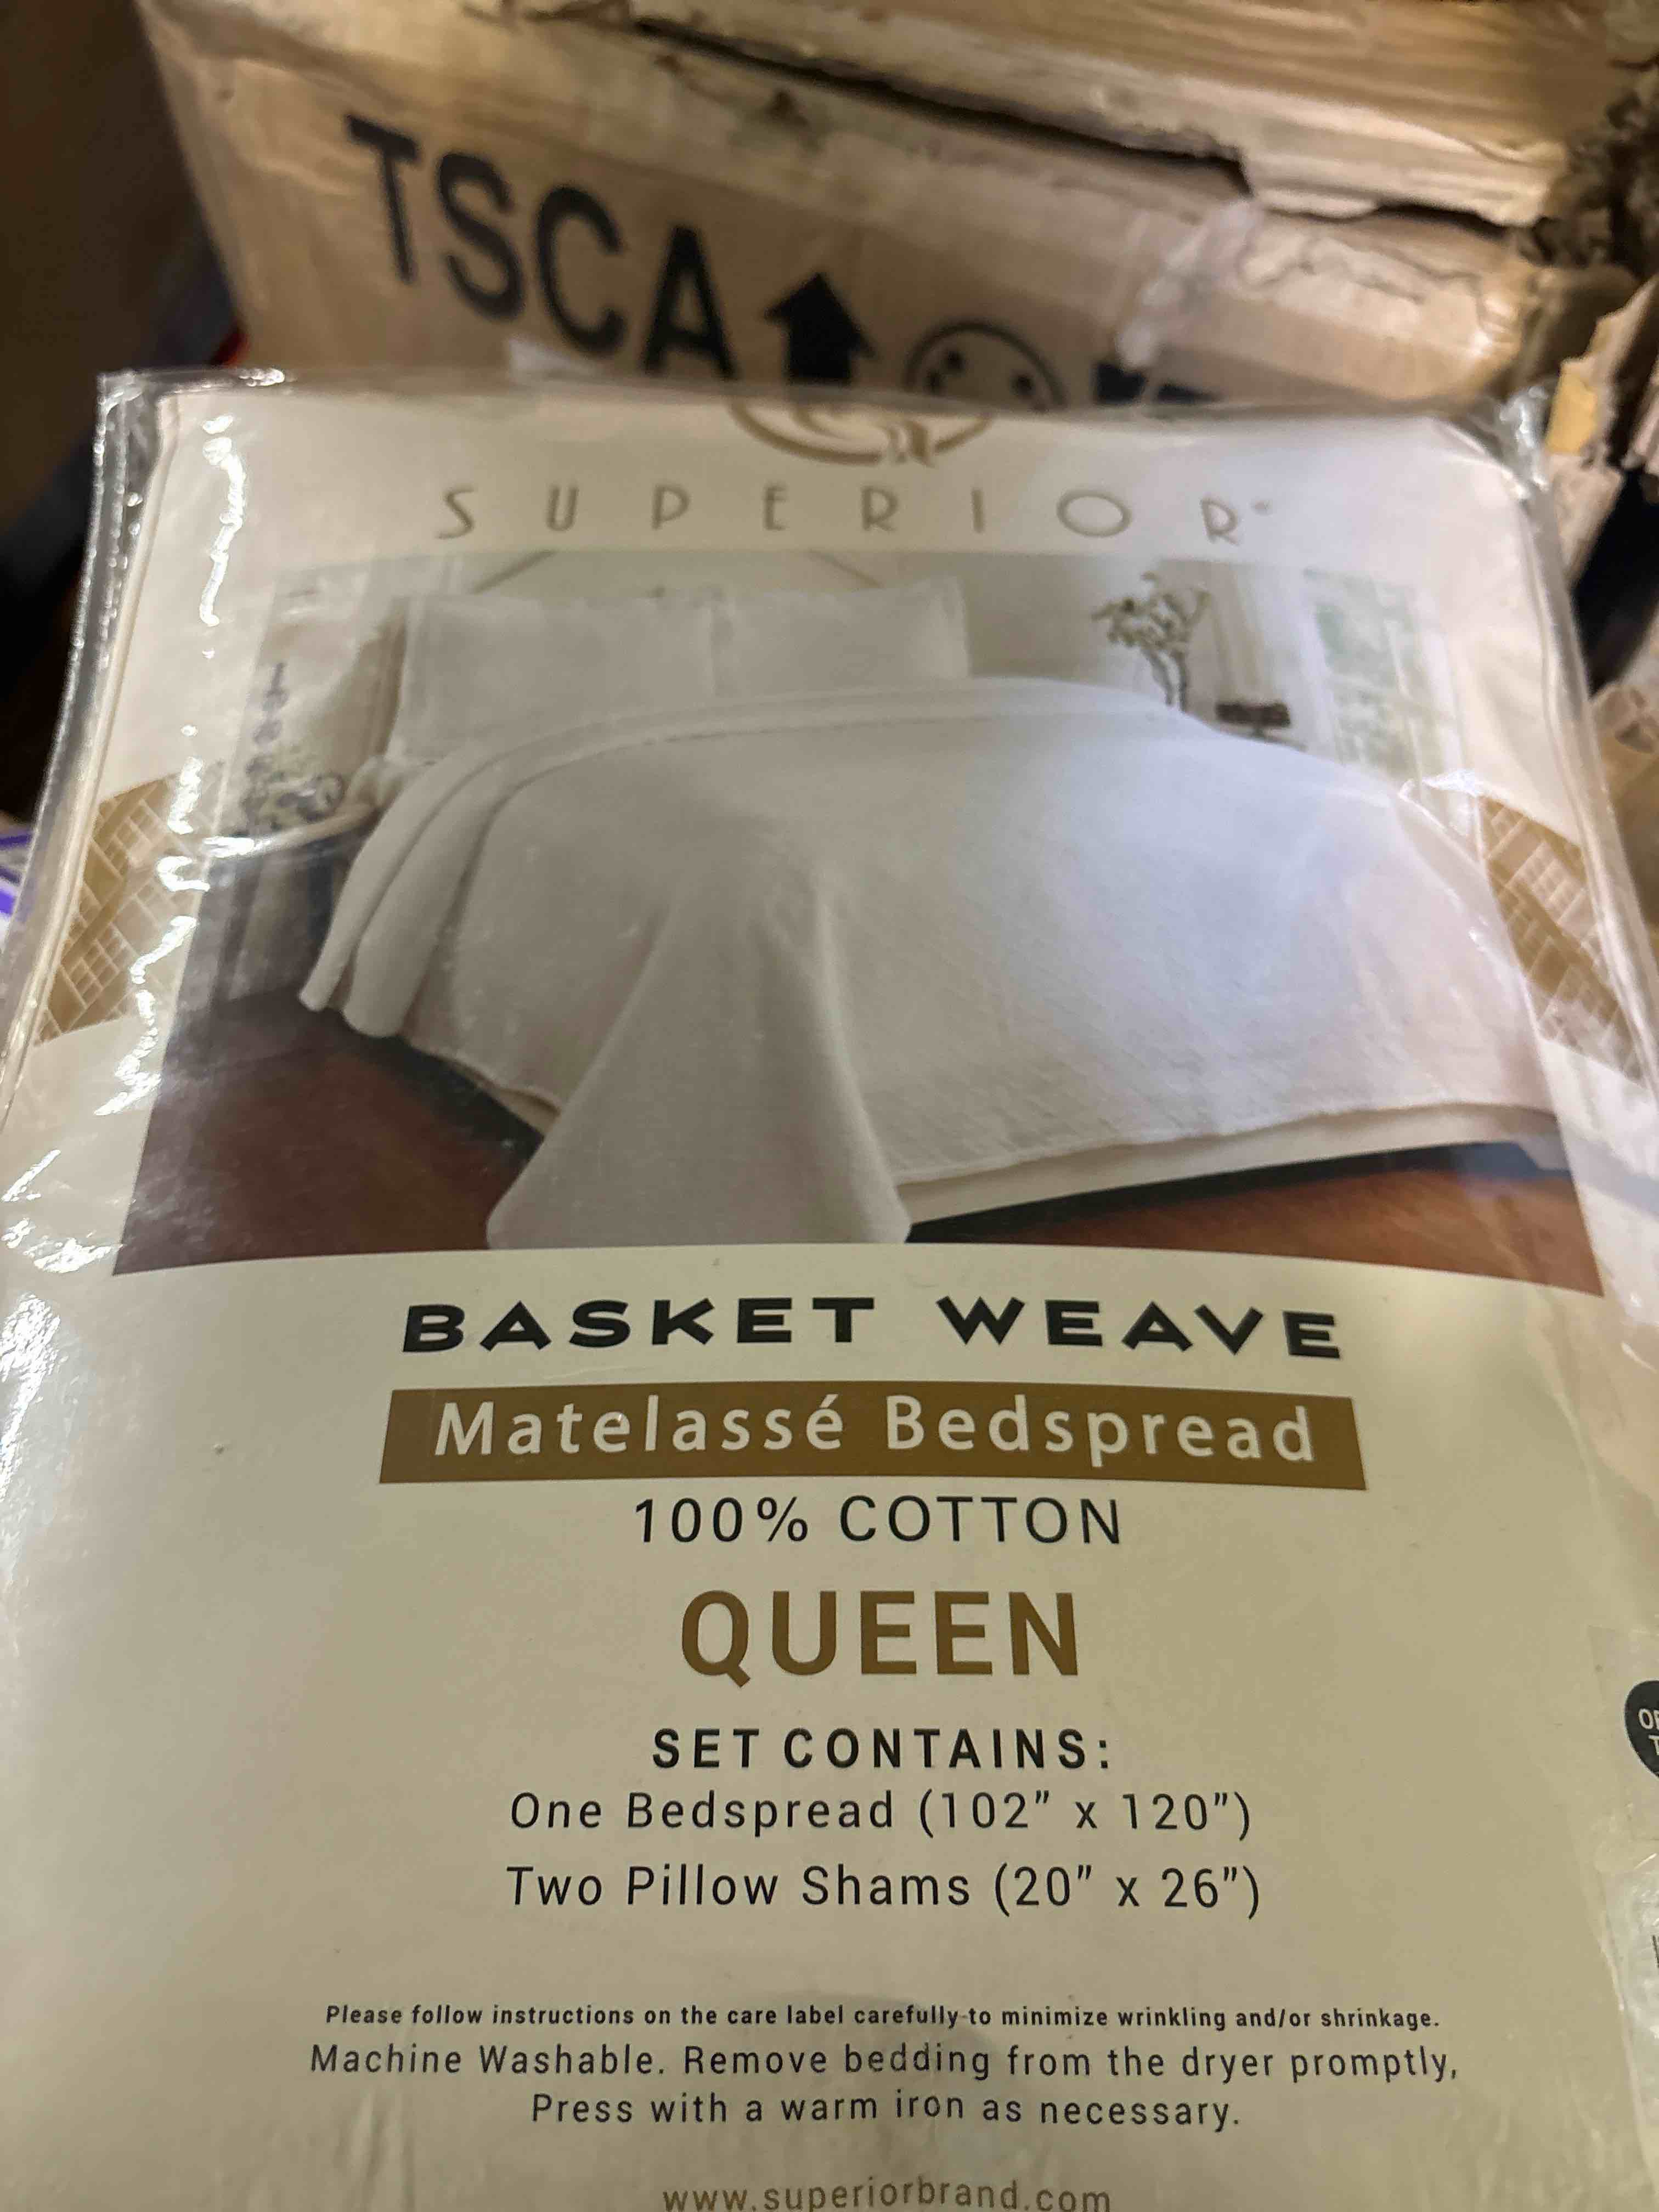 TSCA
SUPERIOR®
BASKET WEAVE
Matelassé Bedspread
100% COTTON
QUEEN
SET CONTAINS:
One Bedspread (102” x 120”)
Two Pillow Shams (20” x 26”)
Please follow instructions on the care label carefully to minimize wrinkling and/or shrinkage.
Machine Washable. Remove bedding from the dryer promptly,
Press with a warm iron as necessary.
www.superiorbrand.com